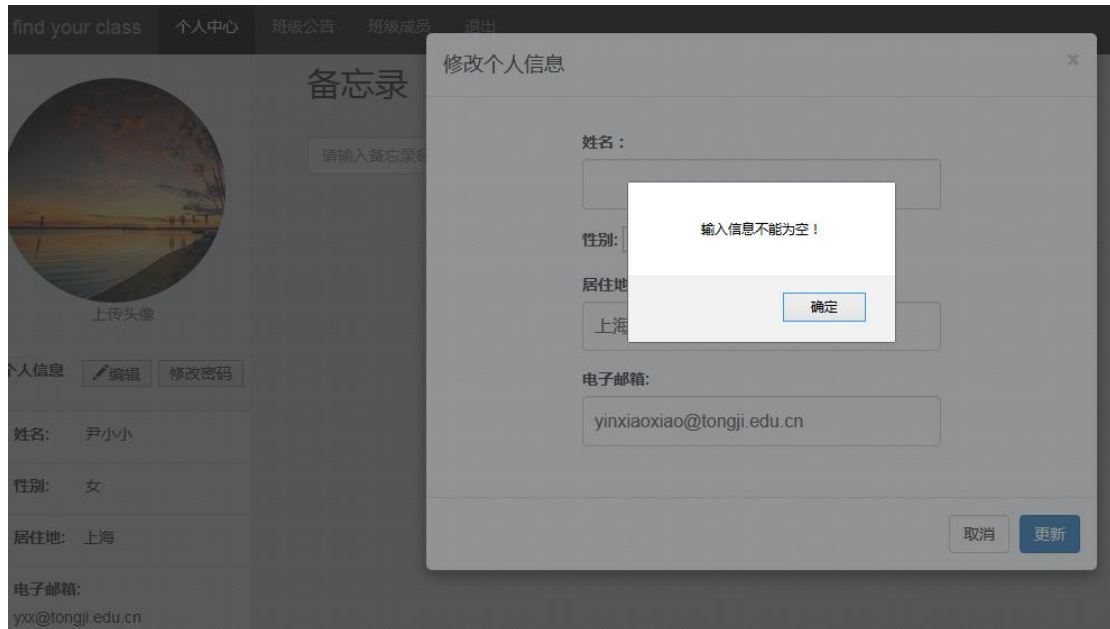 find your class 个人中心 班级公告 班级成员 退出
修改个人信息 ×
备忘录
姓名：
请输入备忘录标
输入信息不能为空！
性别:
居住地
确定
上传头像
上海
个人信息 编辑 修改密码
电子邮箱:
yinxiaoxiao@tongji.edu.cn
姓名: 尹小小
性别: 女
居住地: 上海
取消 更新
电子邮箱:
yxx@tongji.edu.cn